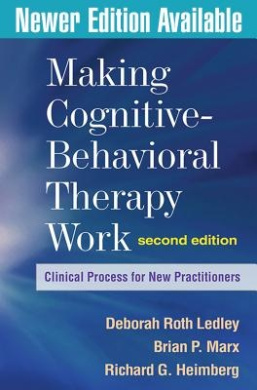 Newer Edition Available
Making
Cognitive-
Behavioral
Therapy
Work second edition
Clinical Process for New Practitioners
Deborah Roth Ledley
Brian P. Marx
Richard G. Heimberg